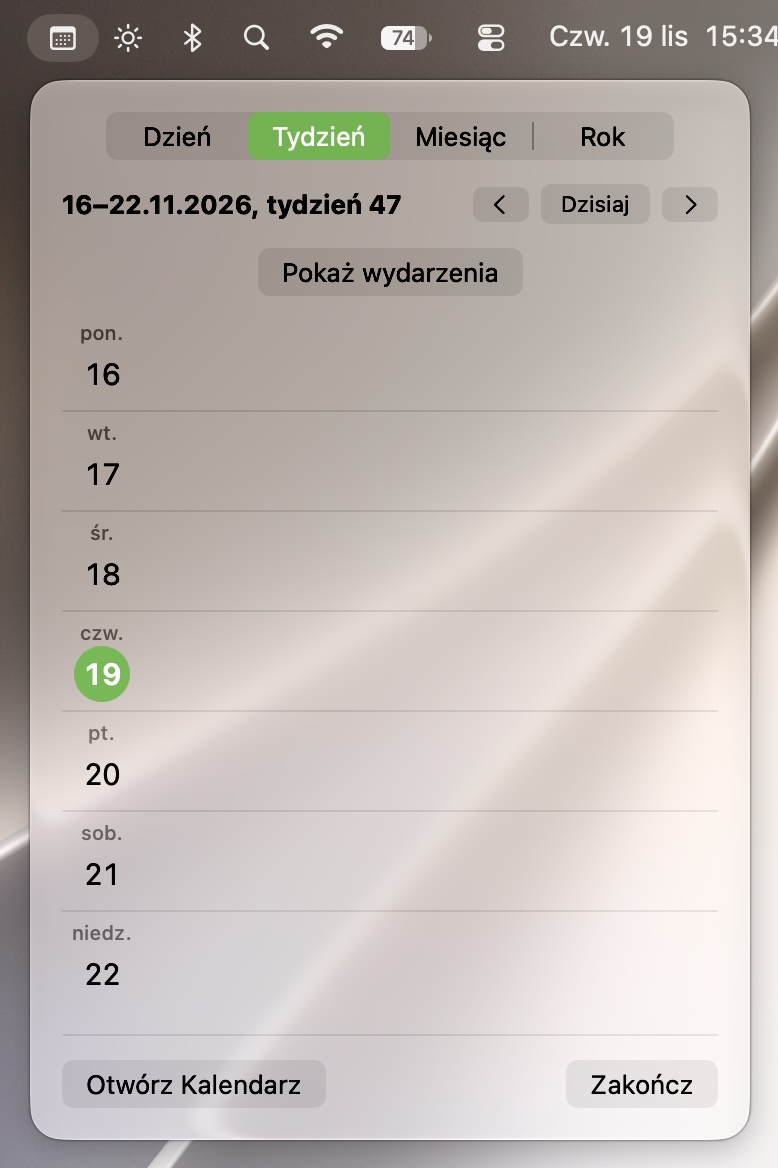 74 Czw. 19 lis 15:34
Dzień Tydzień Miesiąc Rok
16–22.11.2026, tydzień 47 Dzisiaj
Pokaż wydarzenia
pon.
16
wt.
17
śr.
18
czw.
19
pt.
20
sob.
21
niedz.
22
Otwórz Kalendarz Zakończ